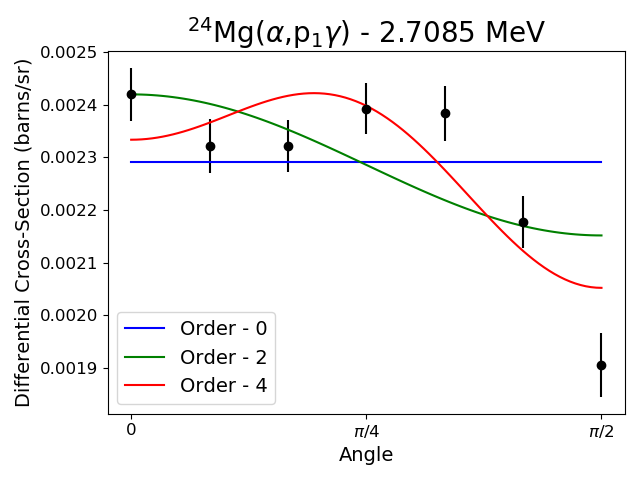 ²⁴Mg(α,p₁γ) - 2.7085 MeV
Differential Cross-Section (barns/sr)
0.0025
0.0024
0.0023
0.0022
0.0021
0.0020
0.0019
Order - 0
Order - 2
Order - 4
0 π/4 π/2
Angle